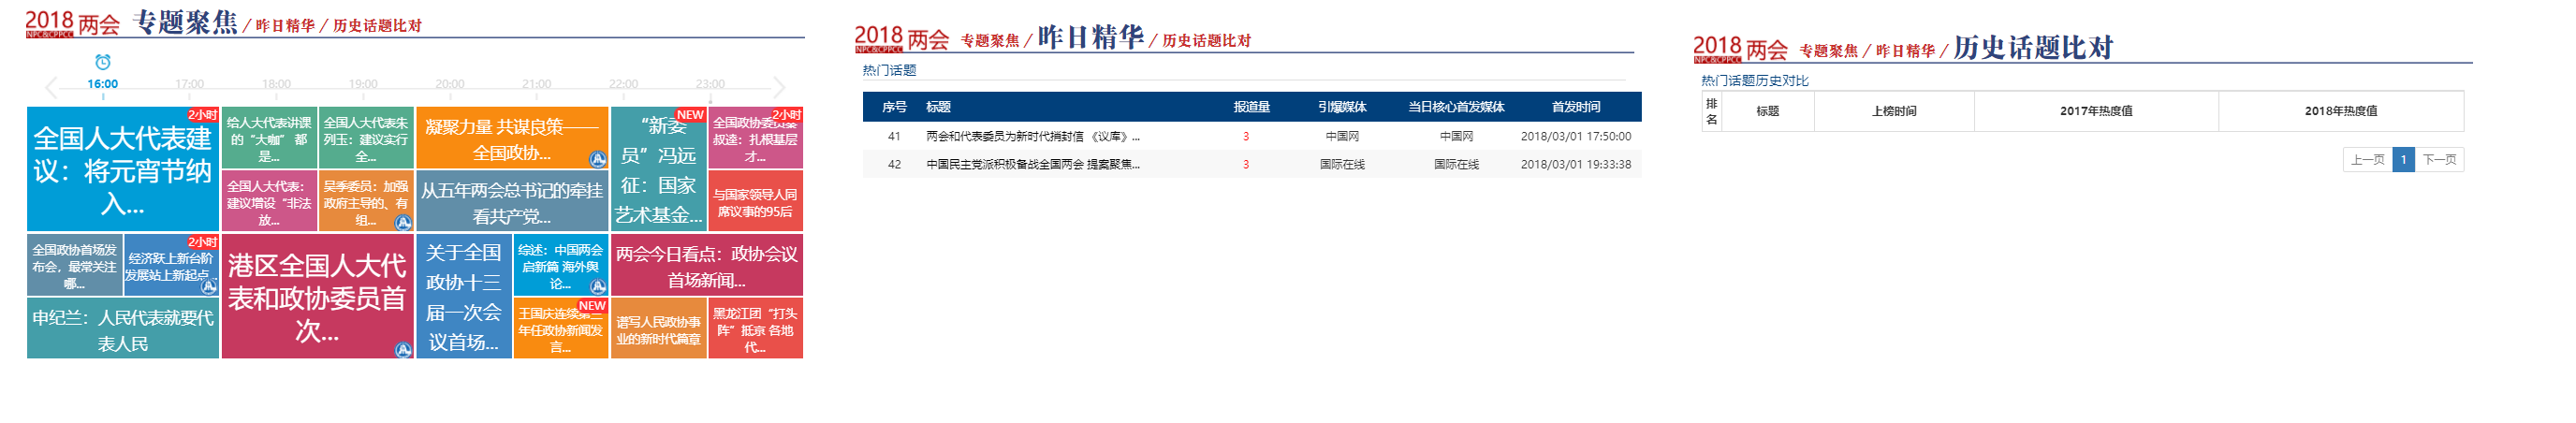 2018 两会 专题聚焦 / 昨日精华 / 历史话题比对
NPC&CPPCC
16:00 17:00 18:00 19:00 20:00 21:00 22:00 23:00
2小时
全国人大代表建
议：将元宵节纳
入...
给人大代表讲课
的“大咖” 都
是...
全国人大代表朱
列玉：建议实行
全...
全国人大代表：
建议增设“非法
放...
吴季委员：加强
政府主导的、有
组...
凝聚力量 共谋良策——
全国政协...
从五年两会总书记的牵挂
看共产党...
NEW
“新委
员”冯远
征：国家
艺术基金...
2小时
全国政协委员秦
叔逵：扎根基层
才...
与国家领导人同
席议事的95后
全国政协首场发
布会，最常关注
哪...
2小时
经济跃上新台阶
发展站上新起点...
申纪兰：人民代表就要代
表人民
港区全国人大代
表和政协委员首
次...
关于全国
政协十三
届一次会
议首场...
综述：中国两会
启新篇 海外舆
论...
NEW
王国庆连续第三
年任政协新闻发
言...
两会今日看点：政协会议
首场新闻...
谱写人民政协事
业的新时代篇章
黑龙江团“打头
阵”抵京 各地
代...
2018 两会 专题聚焦 / 昨日精华 / 历史话题比对
NPC&CPPCC
热门话题
序号 标题 报道量 引爆媒体 当日核心首发媒体 首发时间
41 两会和代表委员为新时代捎封信 《议库》... 3 中国网 中国网 2018/03/01 17:50:00
42 中国民主党派积极备战全国两会 提案聚焦... 3 国际在线 国际在线 2018/03/01 19:33:38
2018 两会 专题聚焦 / 昨日精华 / 历史话题比对
NPC&CPPCC
热门话题历史对比
排名 标题 上榜时间 2017年热度值 2018年热度值
上一页 1 下一页